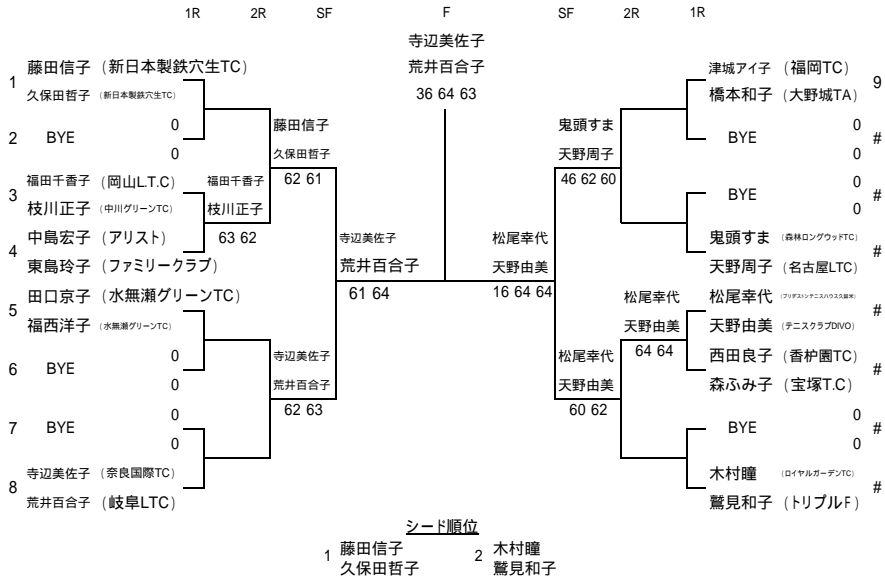 1R 2R SF F SF 2R 1R
寺辺美佐子
荒井百合子
36 64 63
1 藤田信子 (新日本製鉄穴生TC)
久保田哲子 (新日本製鉄穴生TC)
2 BYE 0
0
3 福田千香子 (岡山L.T.C)
枝川正子 (中川グリーンTC)
4 中島宏子 (アリスト)
東島玲子 (ファミリークラブ)
5 田口京子 (水無瀬グリーンTC)
福西洋子 (水無瀬グリーンTC)
6 BYE 0
0
7 BYE 0
0
8 寺辺美佐子 (奈良国際TC)
荒井百合子 (岐阜LTC)
福田千香子
枝川正子
63 62
藤田信子
久保田哲子
62 61
寺辺美佐子
荒井百合子
62 63
寺辺美佐子
荒井百合子
61 64
松尾幸代
天野由美
16 64 64
鬼頭すま
天野周子
46 62 60
松尾幸代
天野由美
60 62
松尾幸代
天野由美
64 64
津城アイ子 (福岡TC) 9
橋本和子 (大野城TA)
BYE 0 #
0
BYE 0 #
0
鬼頭すま (森林ロングウッドTC) #
天野周子 (名古屋LTC)
松尾幸代 (ブリヂストンテニスハウス久留米) #
天野由美 (テニスクラブDIVO)
西田良子 (香枦園TC) #
森ふみ子 (宝塚T.C)
BYE 0 #
0
木村瞳 (ロイヤルガーデンTC) #
鷲見和子 (トリプルF)
シード順位
1 藤田信子 2 木村瞳
久保田哲子 鷲見和子